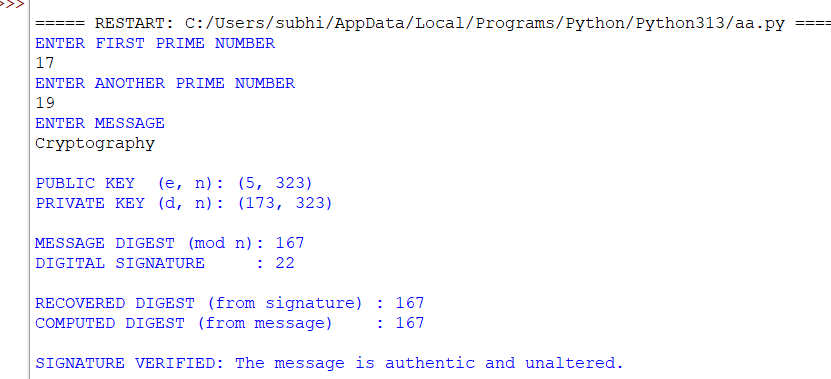 >>>
===== RESTART: C:/Users/subhi/AppData/Local/Programs/Python/Python313/aa.py ====
ENTER FIRST PRIME NUMBER
17
ENTER ANOTHER PRIME NUMBER
19
ENTER MESSAGE
Cryptography
PUBLIC KEY  (e, n): (5, 323)
PRIVATE KEY (d, n): (173, 323)
MESSAGE DIGEST (mod n): 167
DIGITAL SIGNATURE     : 22
RECOVERED DIGEST (from signature) : 167
COMPUTED DIGEST (from message)    : 167
SIGNATURE VERIFIED: The message is authentic and unaltered.